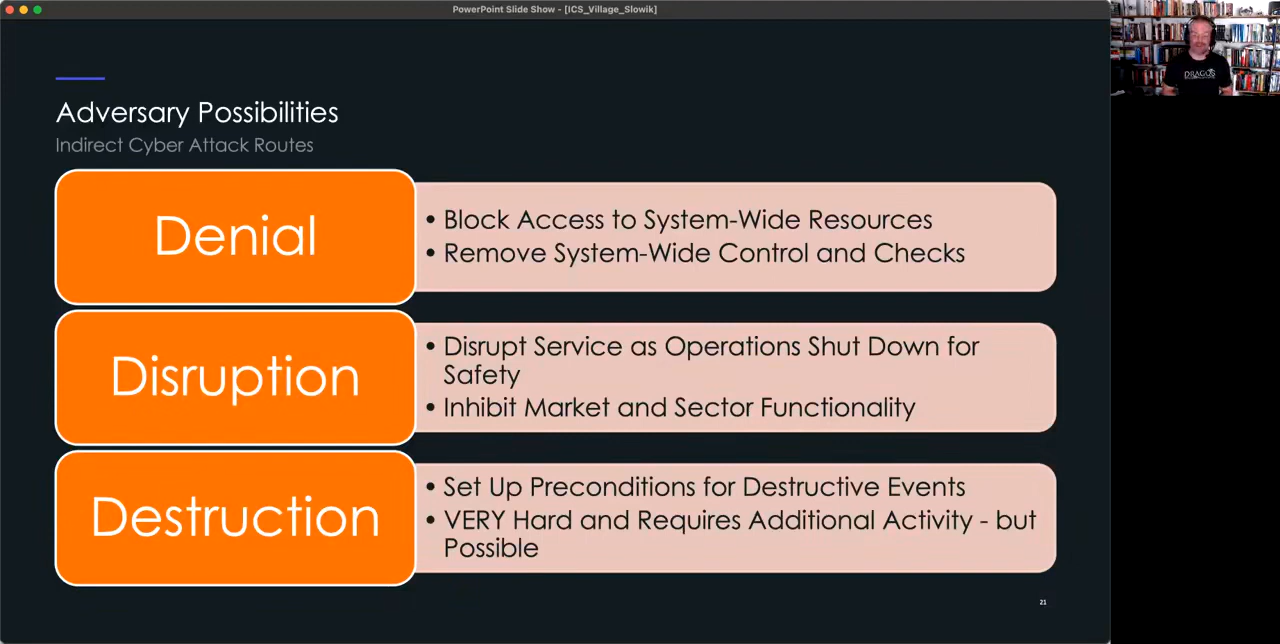 PowerPoint Slide Show - [ICS_Village_Slowik]
Adversary Possibilities
Indirect Cyber Attack Routes
Denial
• Block Access to System-Wide Resources
• Remove System-Wide Control and Checks
Disruption
• Disrupt Service as Operations Shut Down for
Safety
• Inhibit Market and Sector Functionality
Destruction
• Set Up Preconditions for Destructive Events
• VERY Hard and Requires Additional Activity - but
Possible
21
DRAGOS